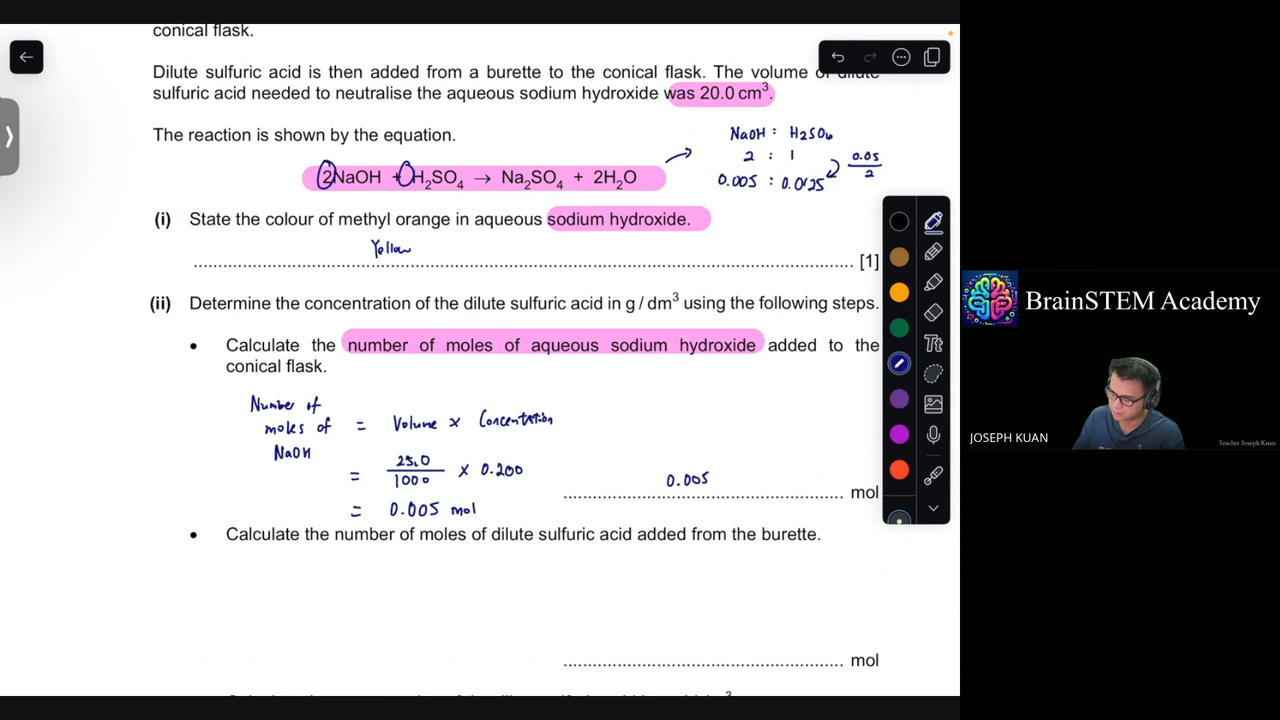 conical flask.
Dilute sulfuric acid is then added from a burette to the conical flask. The volume of dilute
sulfuric acid needed to neutralise the aqueous sodium hydroxide was 20.0 cm³.
The reaction is shown by the equation.
NaOH : H2SO4
2 : 1
0.05
2
0.005 : 0.0125
2NaOH + H₂SO₄ → Na₂SO₄ + 2H₂O
(i) State the colour of methyl orange in aqueous sodium hydroxide.
Yellow
[1]
(ii) Determine the concentration of the dilute sulfuric acid in g / dm³ using the following steps.
• Calculate the number of moles of aqueous sodium hydroxide added to the
conical flask.
Number of
moles of
NaOH
= Volume x Concentration
= 25.0
1000
x 0.200
= 0.005 mol
0.005 mol
• Calculate the number of moles of dilute sulfuric acid added from the burette.
mol
Tt
BrainSTEM Academy
JOSEPH KUAN
Teacher Joseph Kuan